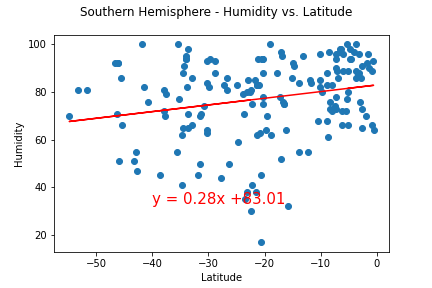 Southern Hemisphere - Humidity vs. Latitude
100
80
60
40
20
Humidity
y = 0.28x +83.01
−50
−40
−30
−20
−10
0
Latitude